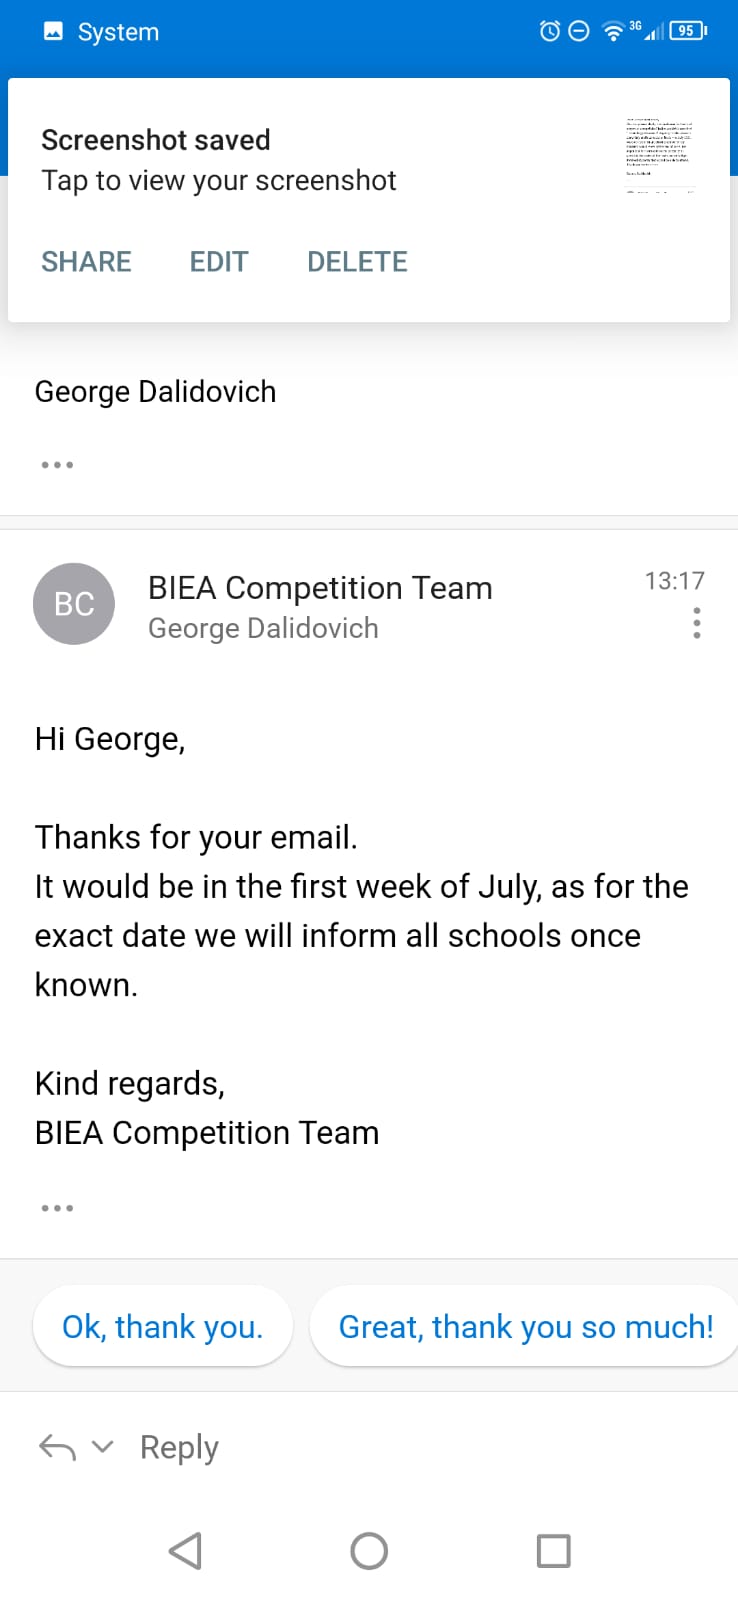 System
3G
95
Screenshot saved
Tap to view your screenshot
SHARE EDIT DELETE
George Dalidovich
...
BC
BIEA Competition Team
13:17
George Dalidovich
Hi George,
Thanks for your email.
It would be in the first week of July, as for the
exact date we will inform all schools once
known.
Kind regards,
BIEA Competition Team
...
Ok, thank you.
Great, thank you so much!
Reply